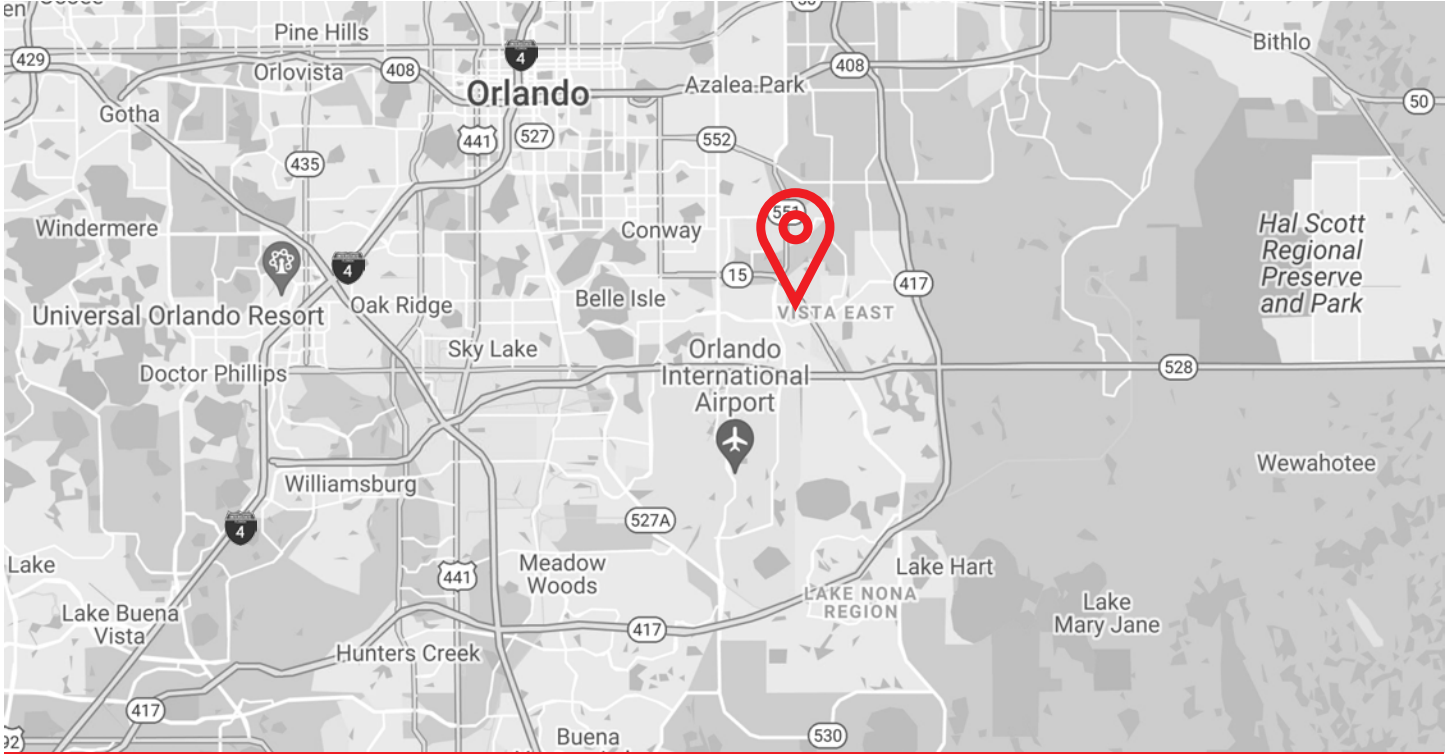 Pine Hills
Bithlo
429
4
Orlovista
408
408
Orlando
Azalea Park
50
Gotha
441
527
552
435
551
Windermere
Conway
Hal Scott
Regional
Preserve
and Park
4
15
417
Universal Orlando Resort
Oak Ridge
Belle Isle
VISTA EAST
Sky Lake
Orlando
International
Airport
Doctor Phillips
528
Williamsburg
Wewahotee
4
527A
Lake
441
Meadow
Woods
Lake Hart
LAKE NONA
REGION
Lake Buena
Vista
Lake
Mary Jane
417
Hunters Creek
417
92
Buena
530